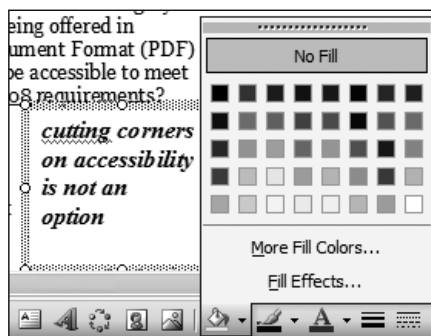 eing offered in
ument Format (PDF)
be accessible to meet
o8 requirements?
cutting corners
on accessibility
is not an
option
No Fill
More Fill Colors...
Fill Effects...
A
A
A